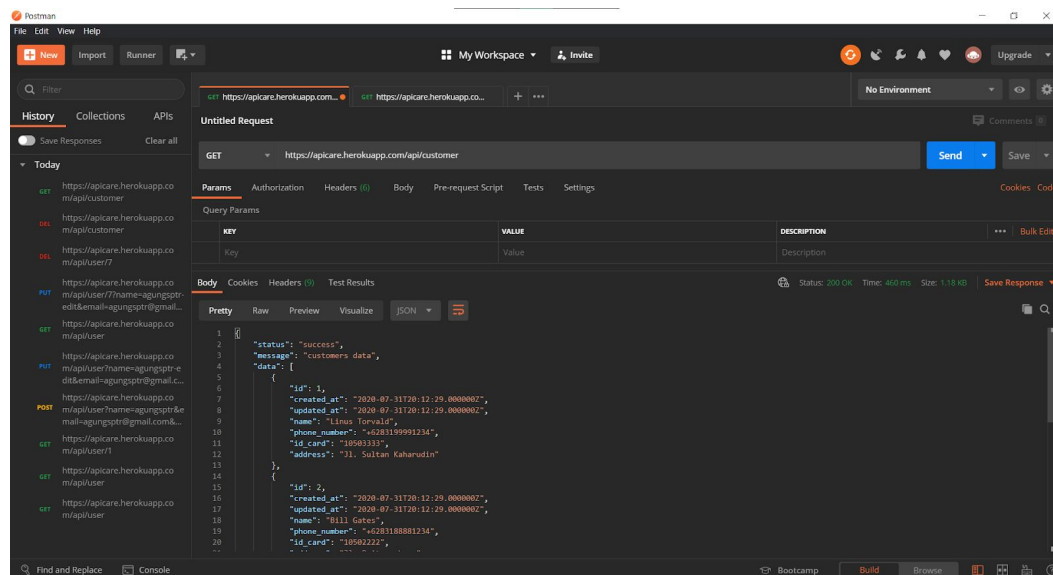 Postman
File Edit View Help
New Import Runner My Workspace Invite Upgrade
Filter
History Collections APIs
Save Responses Clear all
Today
GET https://apicare.herokuapp.co
m/api/customer
DEL https://apicare.herokuapp.co
m/api/customer
DEL https://apicare.herokuapp.co
m/api/user/7
PUT https://apicare.herokuapp.co
m/api/user/7?name=agungsptr-
edit&email=agungsptr@gmail...
GET https://apicare.herokuapp.co
m/api/user
PUT https://apicare.herokuapp.co
m/api/user?name=agungsptr-e
dit&email=agungsptr@gmail.c...
POST https://apicare.herokuapp.co
m/api/user?name=agungsptr&e
mail=agungsptr@gmail.com&...
GET https://apicare.herokuapp.co
m/api/user/1
GET https://apicare.herokuapp.co
m/api/user
GET https://apicare.herokuapp.co
m/api/user
GET https://apicare.herokuapp.com... GET https://apicare.herokuapp.co... + ••• No Environment
Untitled Request Comments 0
GET https://apicare.herokuapp.com/api/customer Send Save
Params Authorization Headers (6) Body Pre-request Script Tests Settings Cookies Cod
Query Params
KEY VALUE DESCRIPTION ••• Bulk Edit
Key Value Description
Body Cookies Headers (9) Test Results Status: 200 OK Time: 460 ms Size: 1.18 KB Save Response
Pretty Raw Preview Visualize JSON
1 {
2 "status": "success",
3 "message": "customers data",
4 "data": [
5 {
6 "id": 1,
7 "created_at": "2020-07-31T20:12:29.000000Z",
8 "updated_at": "2020-07-31T20:12:29.000000Z",
9 "name": "Linus Torvald",
10 "phone_number": "+6283199991234",
11 "id_card": "10503333",
12 "address": "Jl. Sultan Kaharudin"
13 },
14 {
15 "id": 2,
16 "created_at": "2020-07-31T20:12:29.000000Z",
17 "updated_at": "2020-07-31T20:12:29.000000Z",
18 "name": "Bill Gates",
19 "phone_number": "+6283188881234",
20 "id_card": "10502222",
Find and Replace Console Bootcamp Build Browse